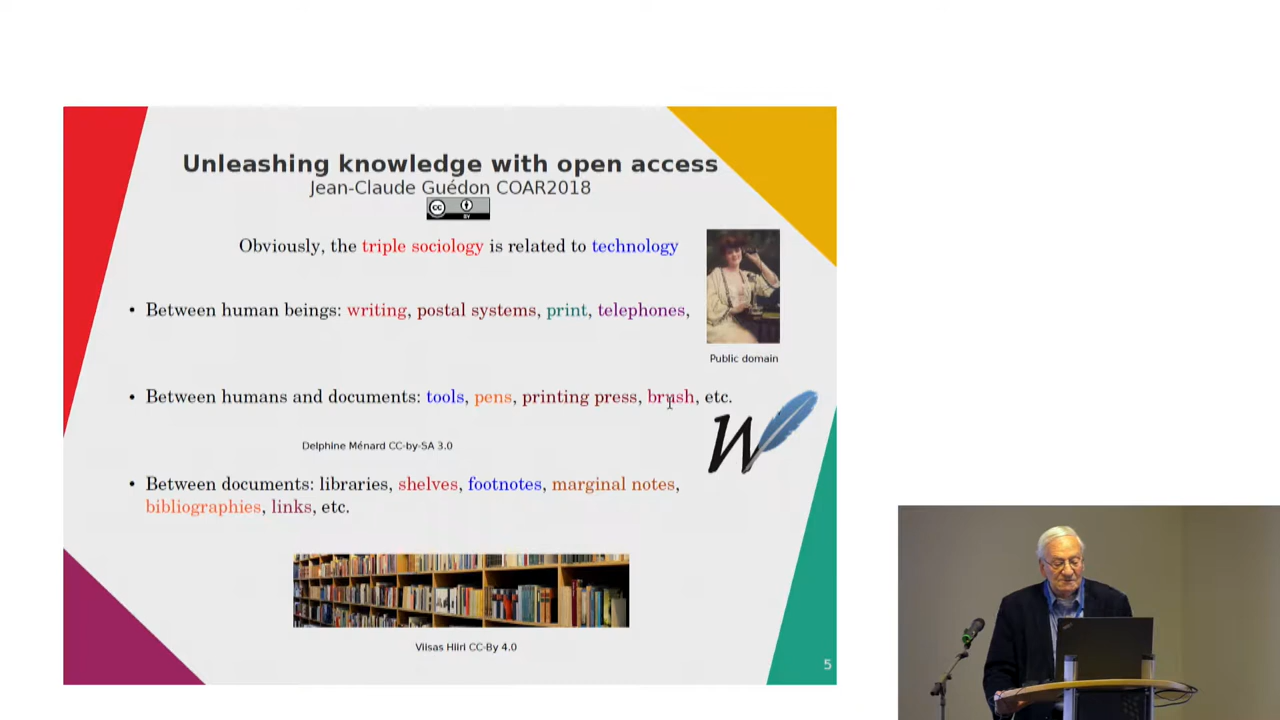 Unleashing knowledge with open access
Jean-Claude Guédon COAR2018
cc
BY
Obviously, the triple sociology is related to technology
• Between human beings: writing, postal systems, print, telephones,
Public domain
• Between humans and documents: tools, pens, printing press, brush, etc.
W
Delphine Ménard CC-by-SA 3.0
• Between documents: libraries, shelves, footnotes, marginal notes,
bibliographies, links, etc.
Viisas Hiiri CC-By 4.0
5